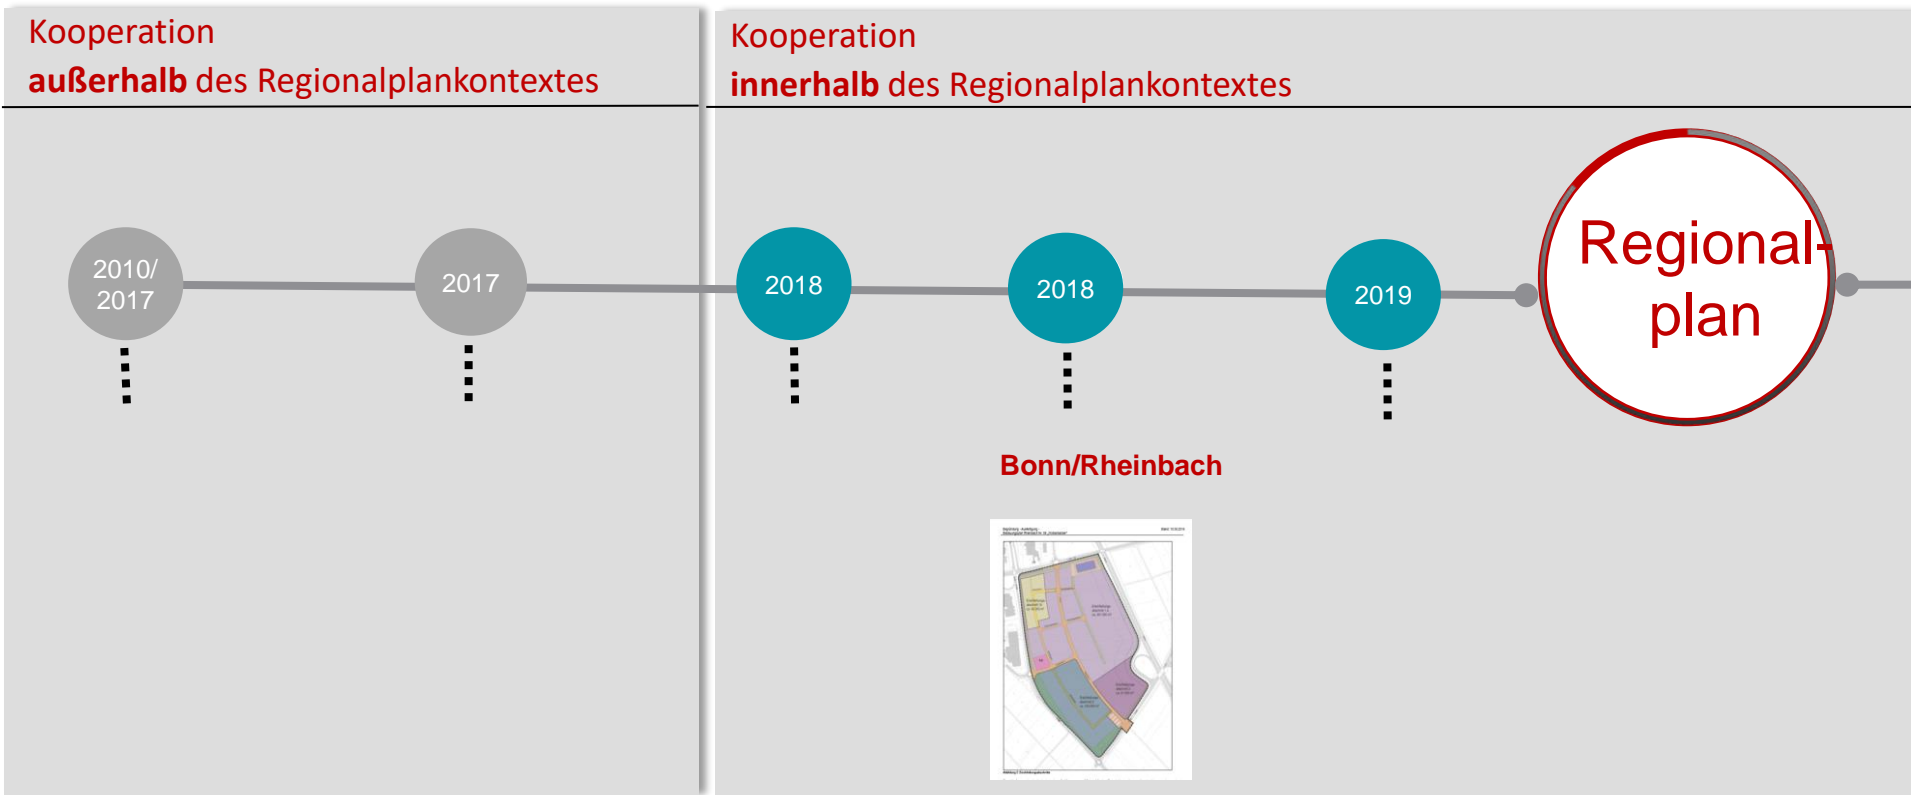 Kooperation
außerhalb des Regionalplankontextes
Kooperation
innerhalb des Regionalplankontextes
2010/
2017
2017
2018
2018
2019
Regional-
plan
Bonn/Rheinbach